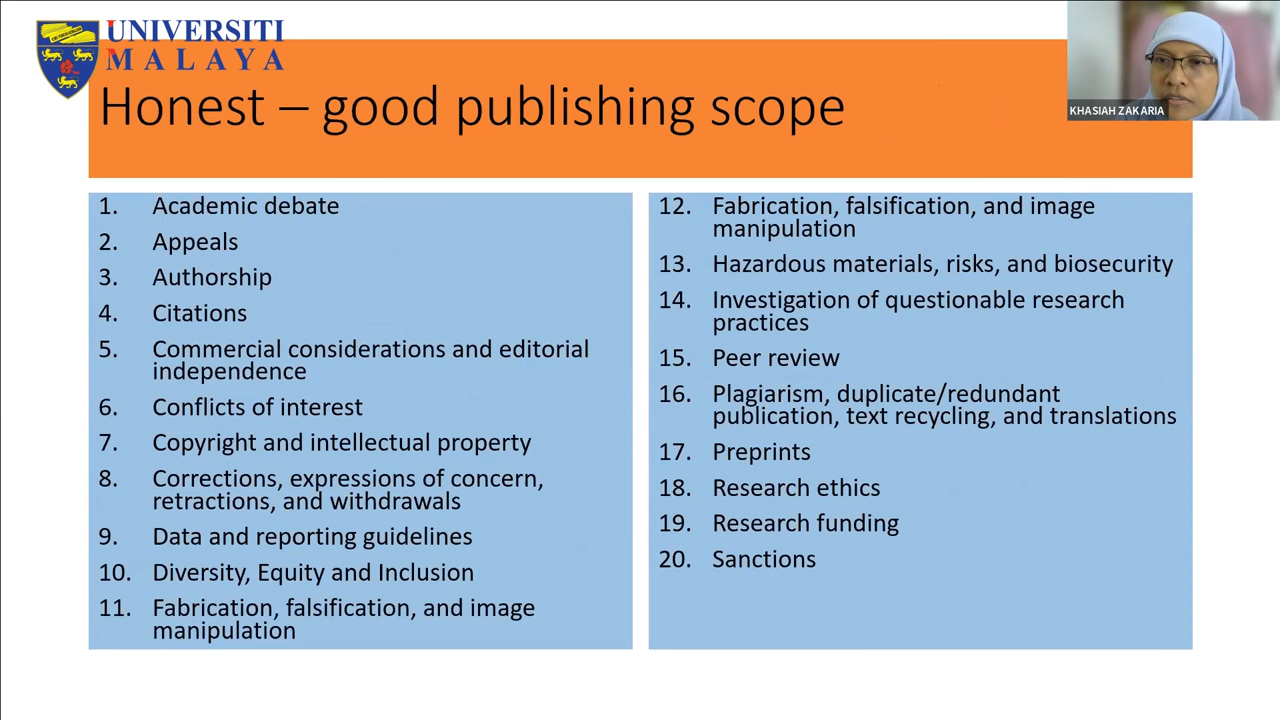 UNIVERSITI
MALAYA
Honest – good publishing scope
KHASIAH ZAKARIA
1. Academic debate
2. Appeals
3. Authorship
4. Citations
5. Commercial considerations and editorial
independence
6. Conflicts of interest
7. Copyright and intellectual property
8. Corrections, expressions of concern,
retractions, and withdrawals
9. Data and reporting guidelines
10. Diversity, Equity and Inclusion
11. Fabrication, falsification, and image
manipulation
12. Fabrication, falsification, and image
manipulation
13. Hazardous materials, risks, and biosecurity
14. Investigation of questionable research
practices
15. Peer review
16. Plagiarism, duplicate/redundant
publication, text recycling, and translations
17. Preprints
18. Research ethics
19. Research funding
20. Sanctions